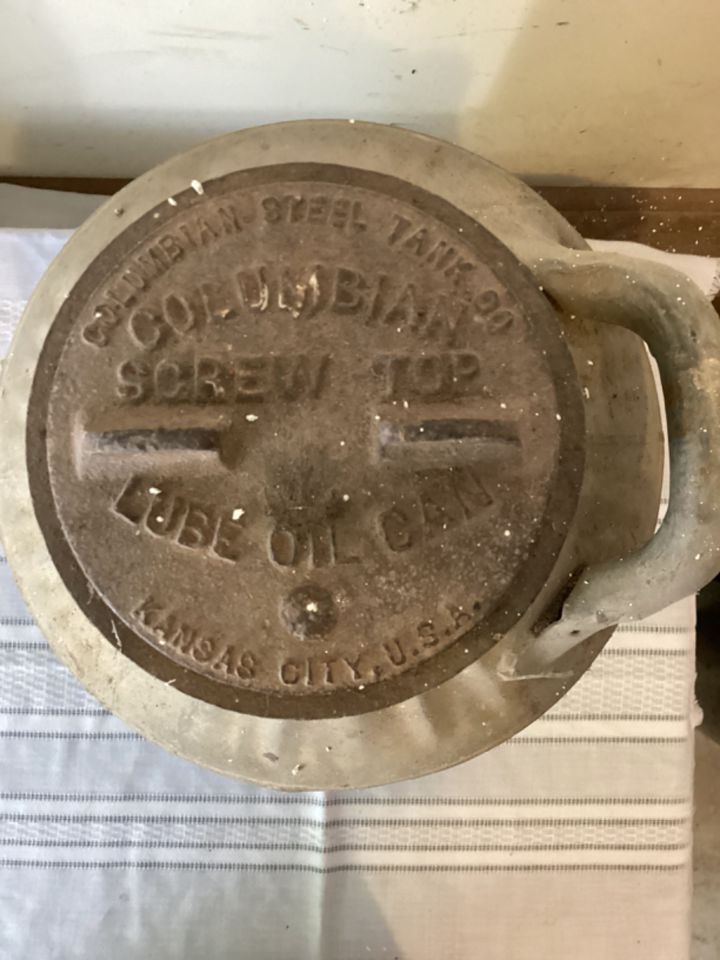 COLUMBIAN STEEL TANK CO
COLUMBIAN
SCREW TOP
LUBE OIL CAN
KANSAS CITY, U.S.A.